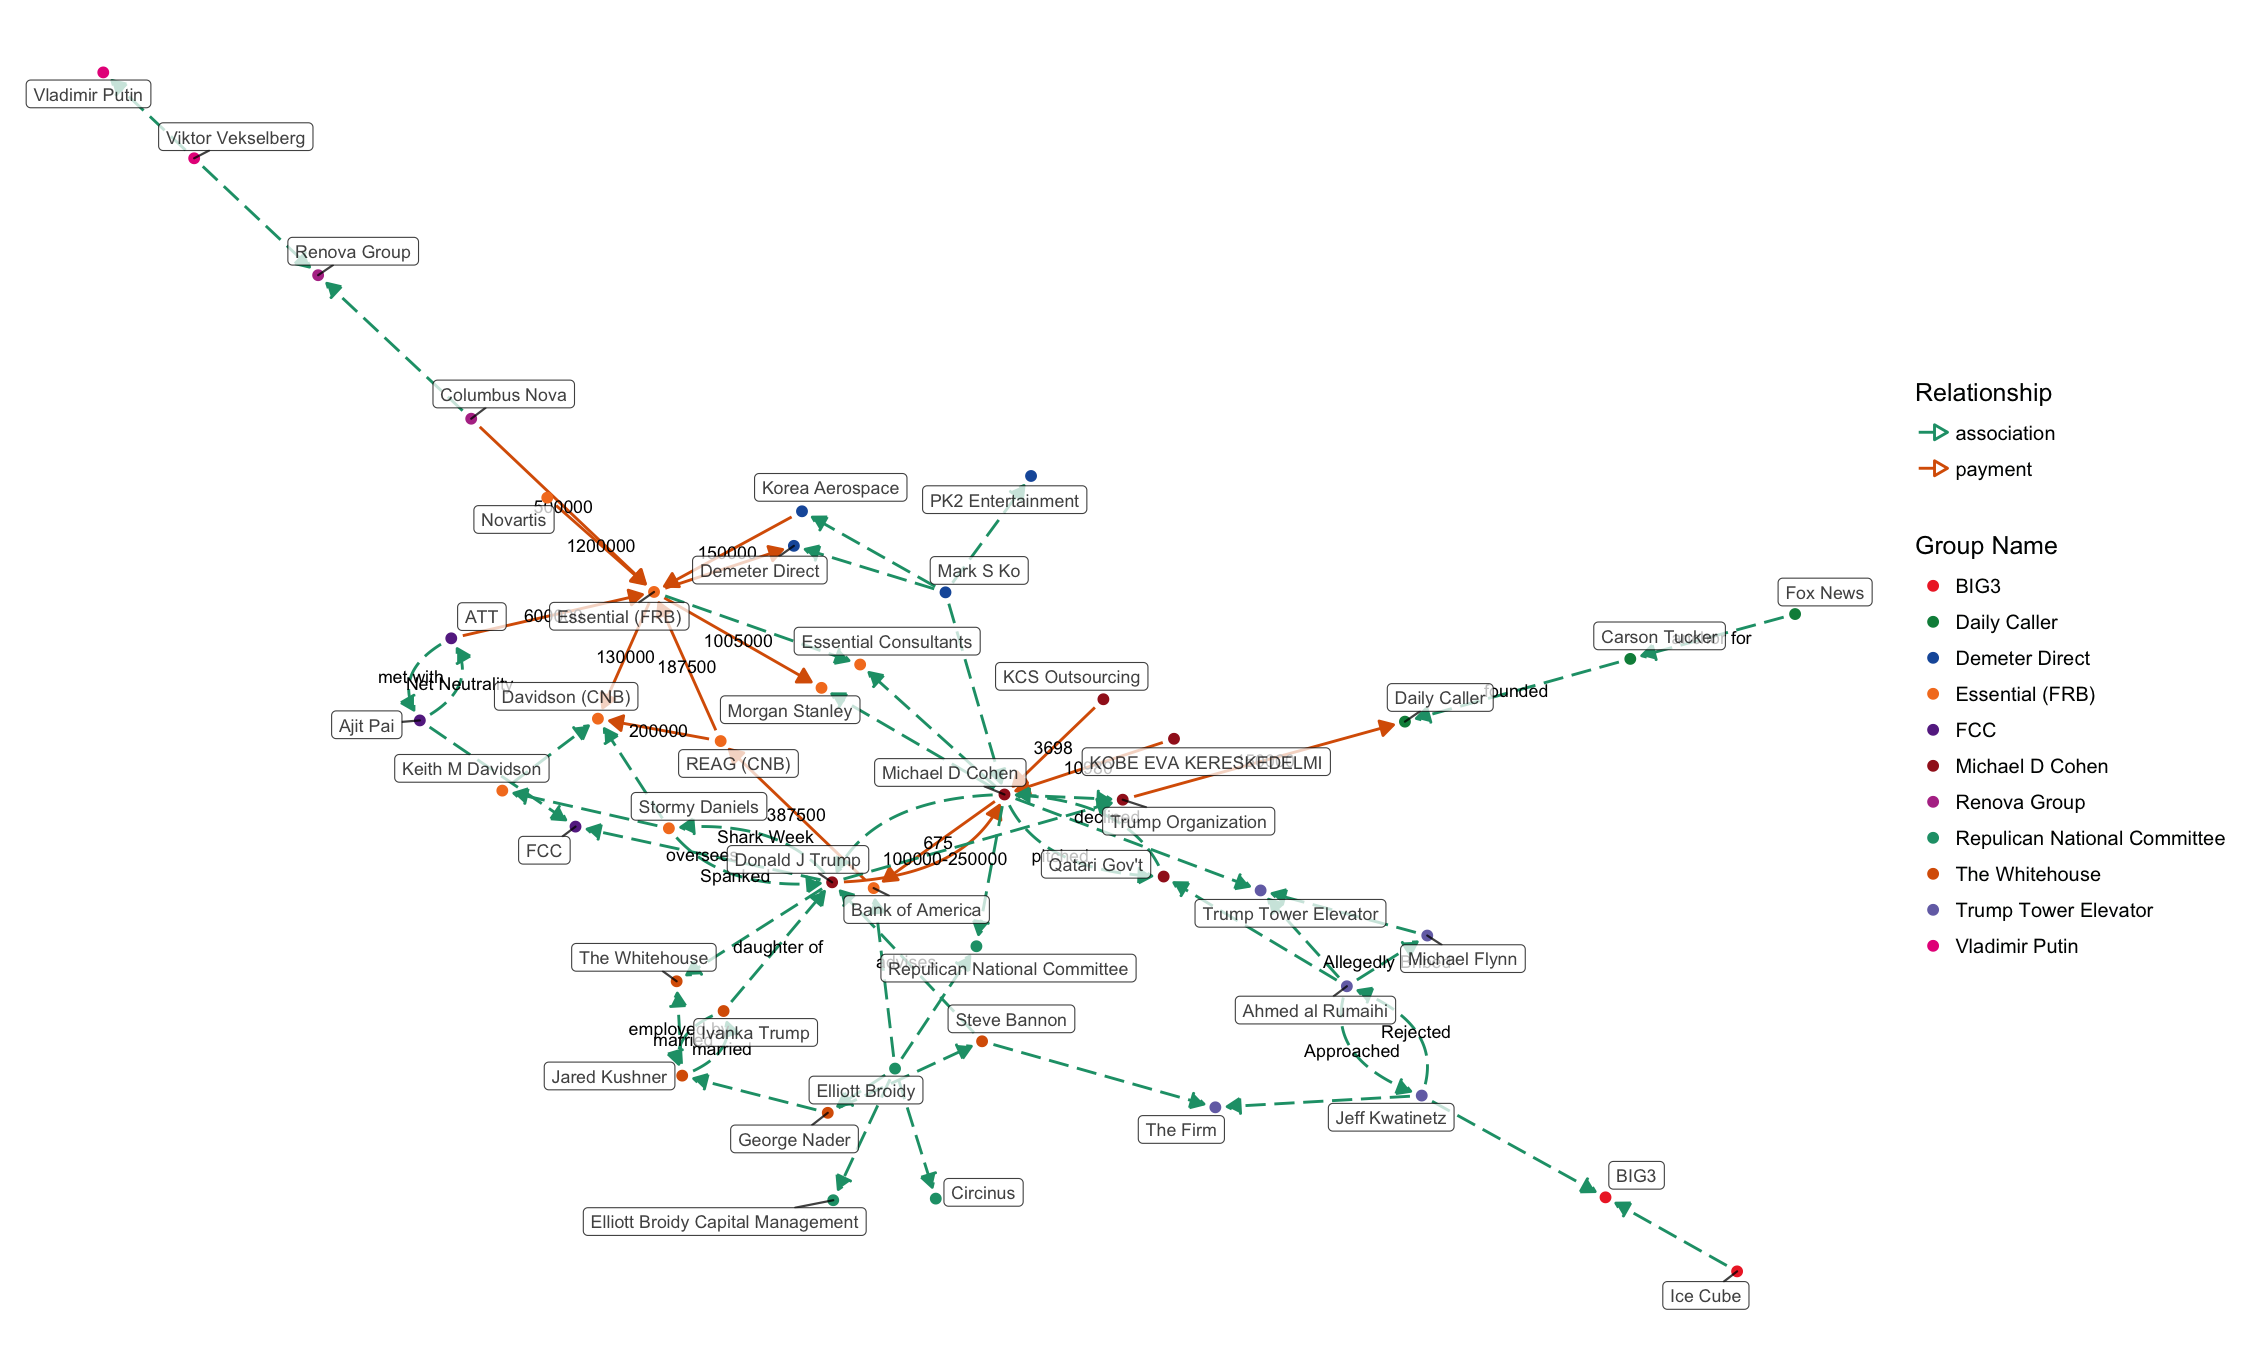 Vladimir Putin
Viktor Vekselberg
Renova Group
Columbus Nova
Novartis
500000
1200000
Korea Aerospace
PK2 Entertainment
150000
Demeter Direct
Mark S Ko
ATT
Essential (FRB)
1005000
Essential Consultants
130000
187500
met with
Net Neutrality
Davidson (CNB)
Morgan Stanley
KCS Outsourcing
Ajit Pai
200000
REAG (CNB)
Keith M Davidson
Michael D Cohen
3698
KOBE EVA KERESKEDELMI
Stormy Daniels
387500
Trump Organization
Shark Week
675
FCC
oversees
Donald J Trump
100000-250000
pitched
Qatari Gov't
Spanked
Bank of America
Trump Tower Elevator
The Whitehouse
daughter of
Repulican National Committee
Allegedly
Michael Flynn
Ahmed al Rumaihi
Steve Bannon
employed
Ivanka Trump
married
married
Rejected
Approached
Jared Kushner
Elliott Broidy
George Nader
The Firm
Jeff Kwatinetz
Circinus
Elliott Broidy Capital Management
BIG3
Ice Cube
Fox News
Carson Tucker
for
Daily Caller
founded
Relationship
association
payment
Group Name
BIG3
Daily Caller
Demeter Direct
Essential (FRB)
FCC
Michael D Cohen
Renova Group
Repulican National Committee
The Whitehouse
Trump Tower Elevator
Vladimir Putin